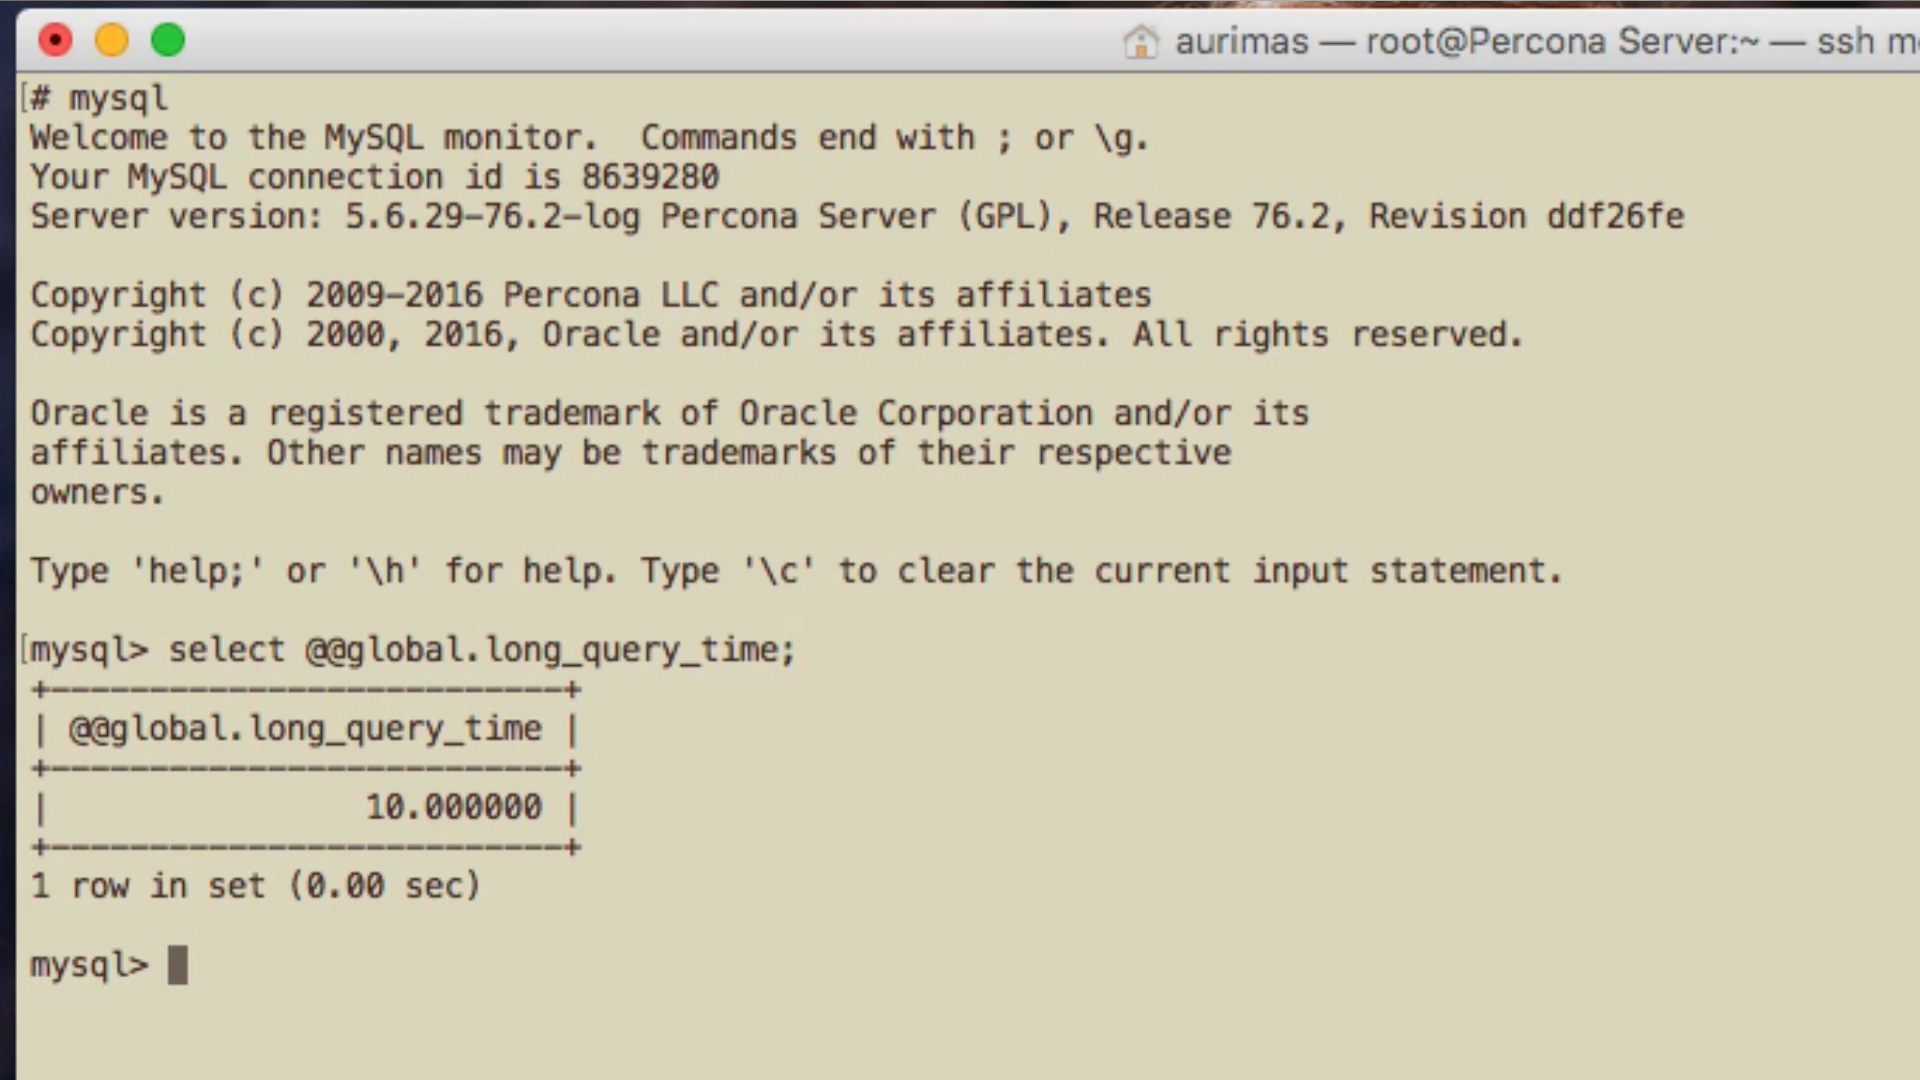 aurimas — root@Percona Server:~ — ssh
[# mysql
Welcome to the MySQL monitor.  Commands end with ; or \g.
Your MySQL connection id is 8639280
Server version: 5.6.29-76.2-log Percona Server (GPL), Release 76.2, Revision ddf26fe
Copyright (c) 2009-2016 Percona LLC and/or its affiliates
Copyright (c) 2000, 2016, Oracle and/or its affiliates. All rights reserved.
Oracle is a registered trademark of Oracle Corporation and/or its
affiliates. Other names may be trademarks of their respective
owners.
Type 'help;' or '\h' for help. Type '\c' to clear the current input statement.
[mysql> select @@global.long_query_time;
+--------------------------+
| @@global.long_query_time |
+--------------------------+
|                10.000000 |
+--------------------------+
1 row in set (0.00 sec)
mysql>